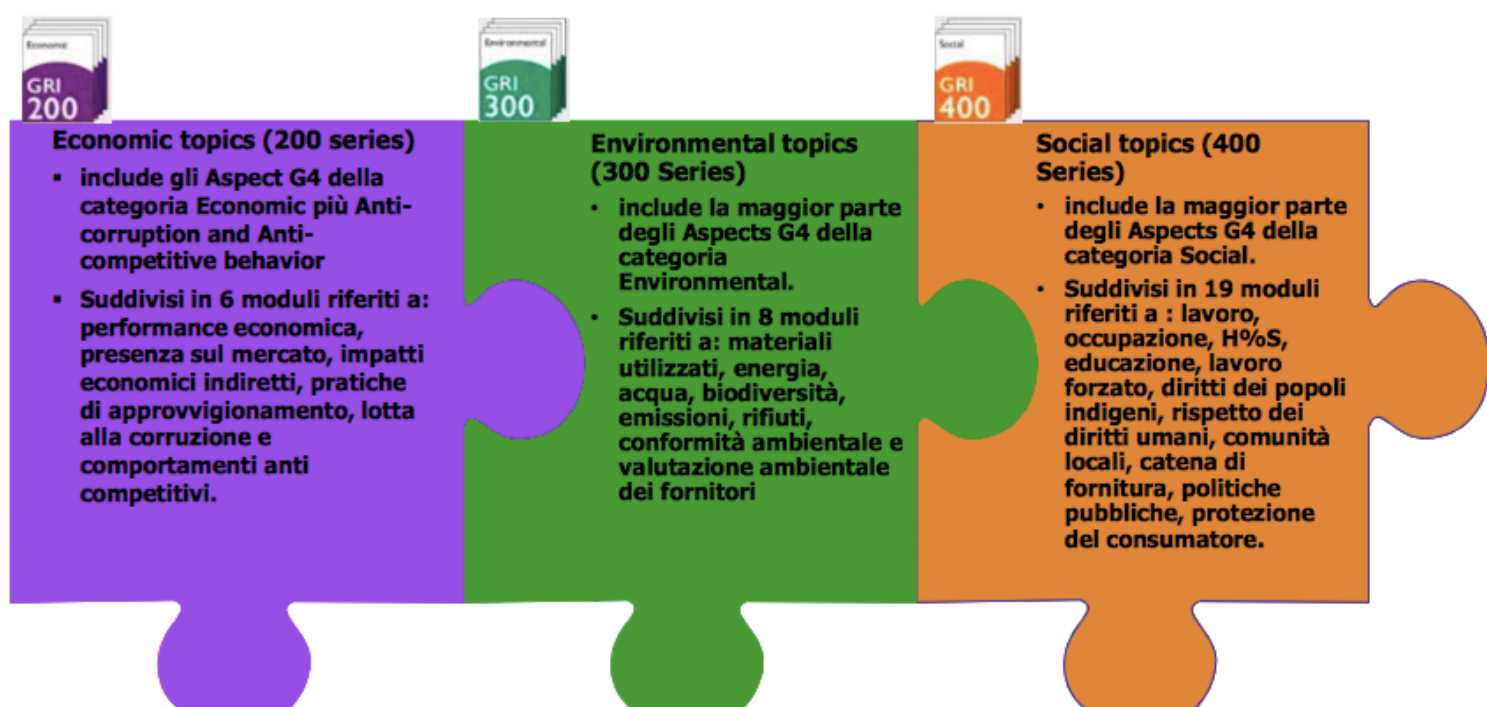 Economic
GRI
200
Environmental
GRI
300
Social
GRI
400
Economic topics (200 series)
▪ include gli Aspect G4 della
categoria Economic più Anti-
corruption and Anti-
competitive behavior
▪ Suddivisi in 6 moduli riferiti a:
performance economica,
presenza sul mercato, impatti
economici indiretti, pratiche
di approvvigionamento, lotta
alla corruzione e
comportamenti anti
competitivi.
Environmental topics
(300 Series)
• include la maggior parte
degli Aspects G4 della
categoria
Environmental.
• Suddivisi in 8 moduli
riferiti a: materiali
utilizzati, energia,
acqua, biodiversità,
emissioni, rifiuti,
conformità ambientale e
valutazione ambientale
dei fornitori
Social topics (400
Series)
• include la maggior parte
degli Aspects G4 della
categoria Social.
• Suddivisi in 19 moduli
riferiti a : lavoro,
occupazione, H%S,
educazione, lavoro
forzato, diritti dei popoli
indigeni, rispetto dei
diritti umani, comunità
locali, catena di
fornitura, politiche
pubbliche, protezione
del consumatore.